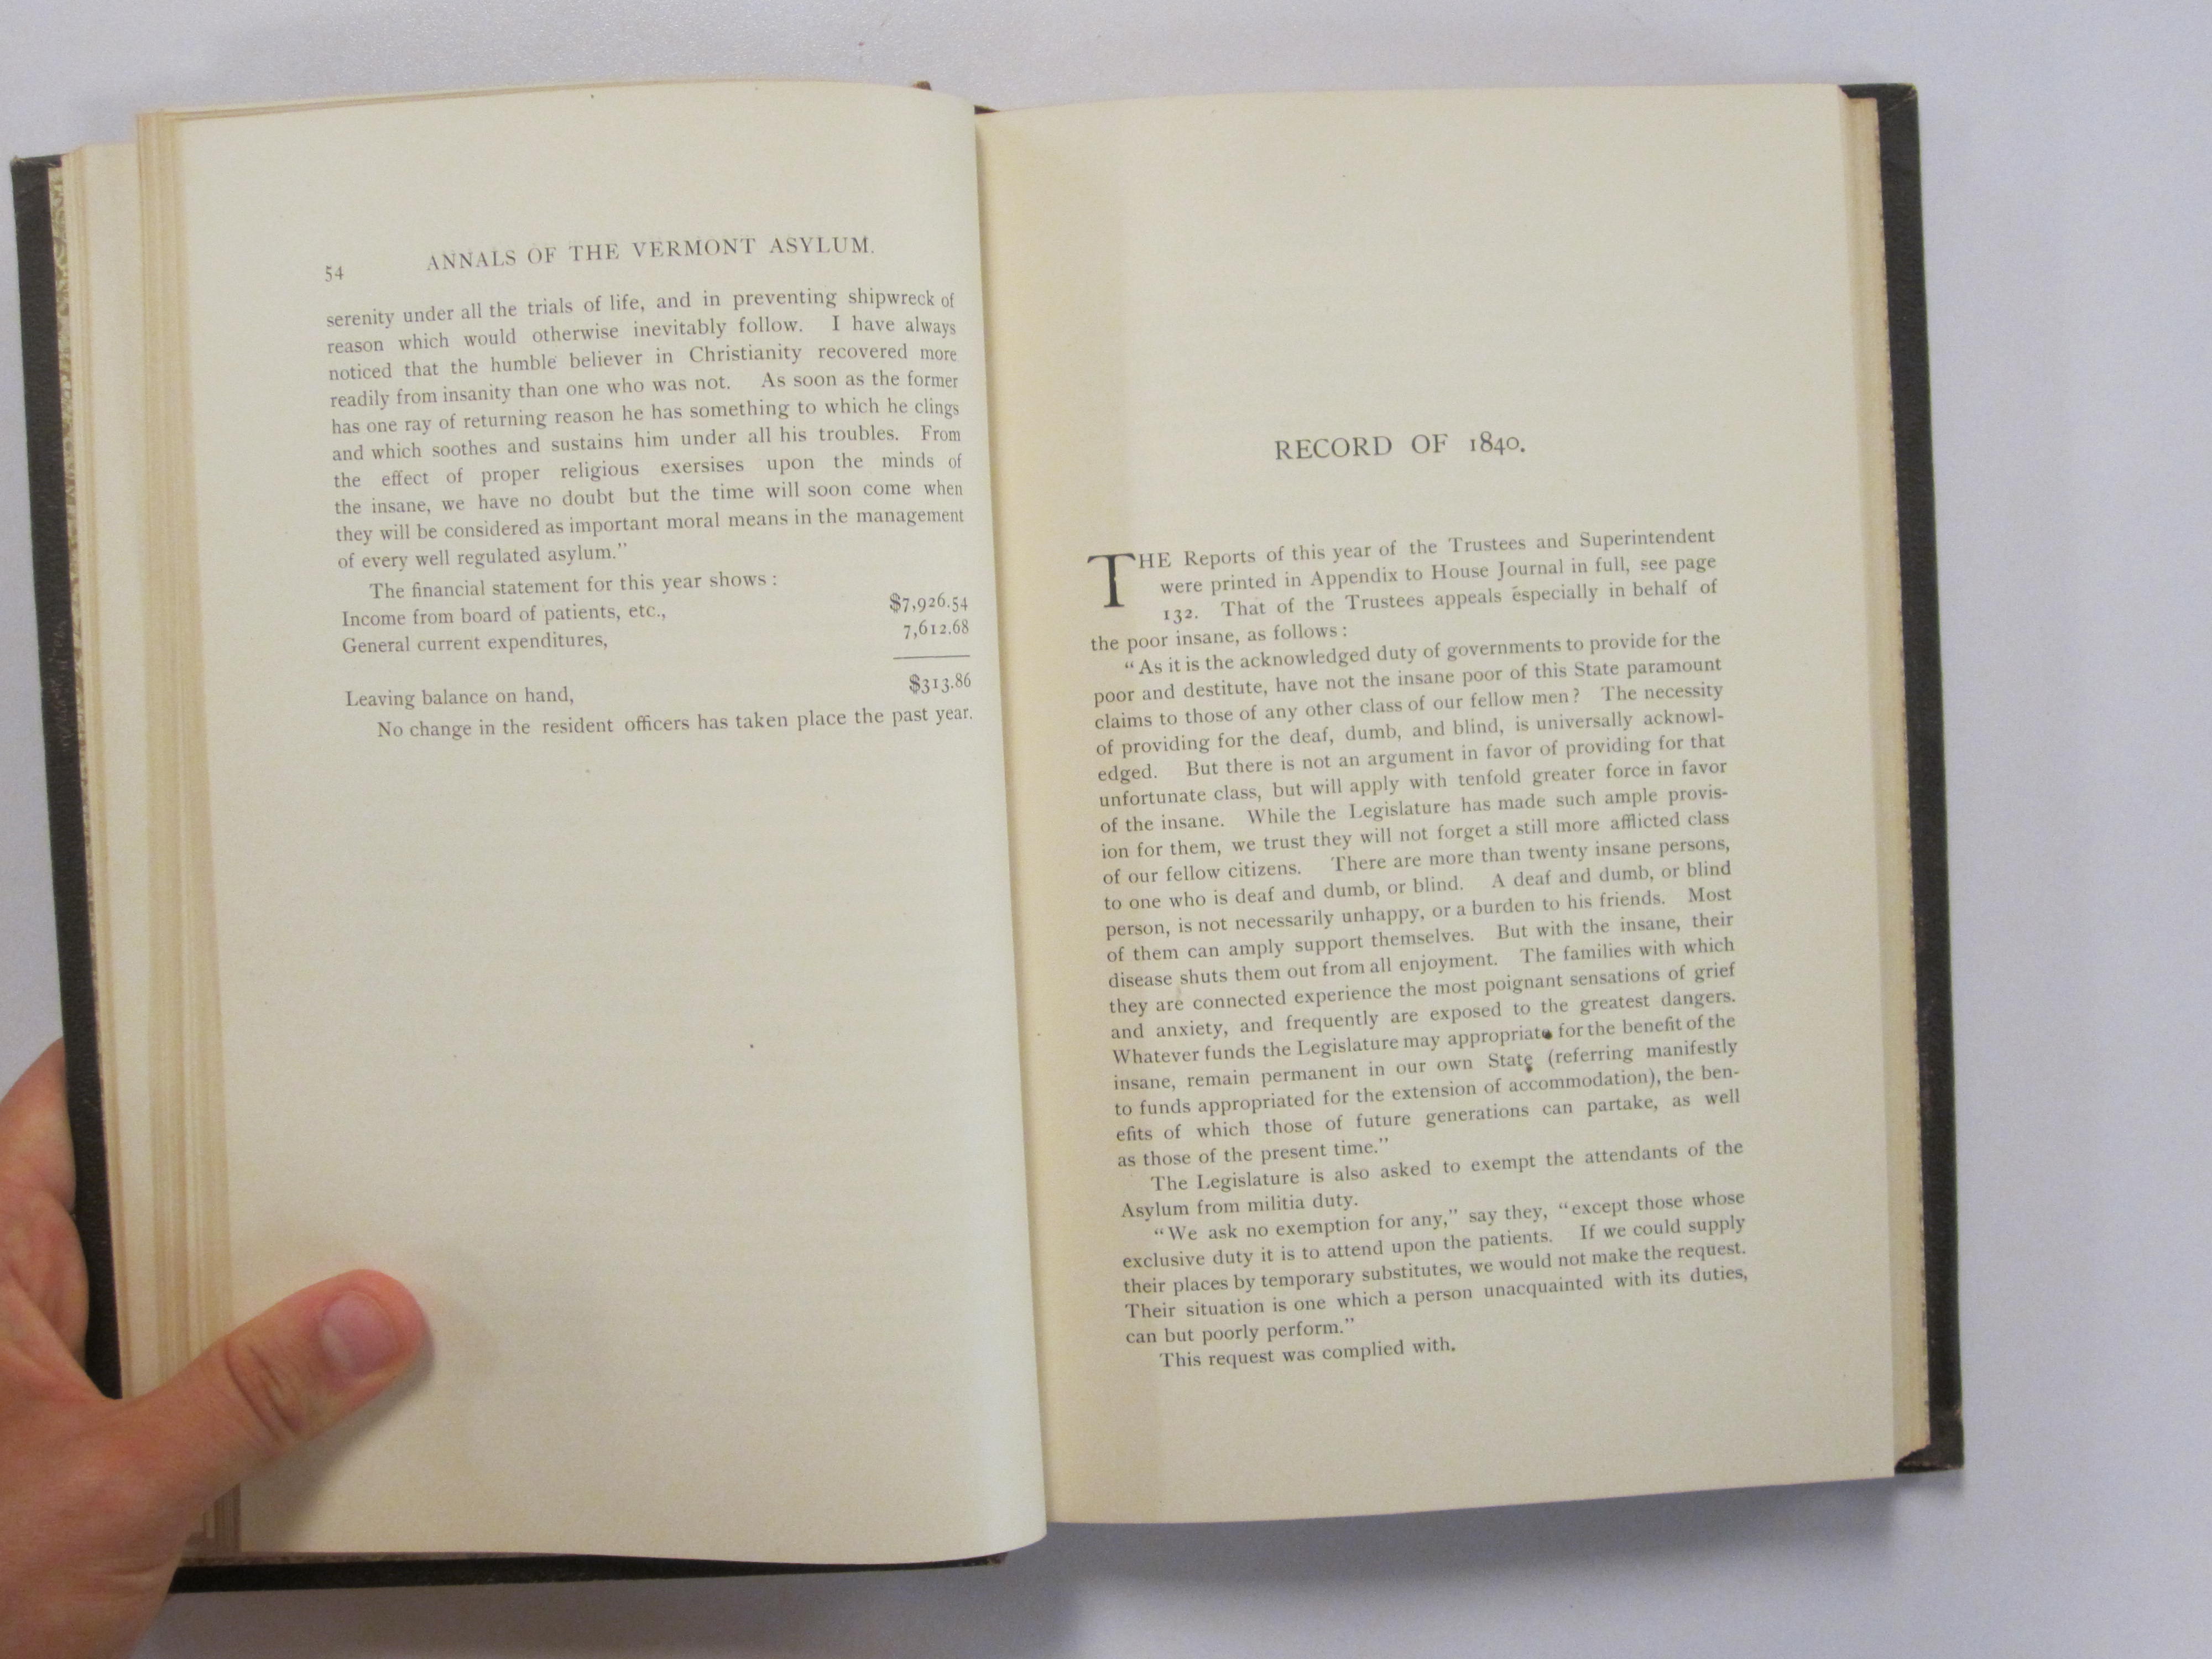 54 ANNALS OF THE VERMONT ASYLUM.
serenity under all the trials of life, and in preventing shipwreck of
reason which would otherwise inevitably follow. I have always
noticed that the humble believer in Christianity recovered more
readily from insanity than one who was not. As soon as the former
has one ray of returning reason he has something to which he clings
and which soothes and sustains him under all his troubles. From
the effect of proper religious exersises upon the minds of
the insane, we have no doubt but the time will soon come when
they will be considered as important moral means in the management
of every well regulated asylum.”
The financial statement for this year shows :
Income from board of patients, etc., $7,926.54
General current expenditures, 7,612.68
Leaving balance on hand, $313.86
No change in the resident officers has taken place the past year.
RECORD OF 1840.
THE Reports of this year of the Trustees and Superintendent
were printed in Appendix to House Journal in full, see page
132. That of the Trustees appeals especially in behalf of
the poor insane, as follows :
“As it is the acknowledged duty of governments to provide for the
poor and destitute, have not the insane poor of this State paramount
claims to those of any other class of our fellow men ? The necessity
of providing for the deaf, dumb, and blind, is universally acknowl-
edged. But there is not an argument in favor of providing for that
unfortunate class, but will apply with tenfold greater force in favor
of the insane. While the Legislature has made such ample provis-
ion for them, we trust they will not forget a still more afflicted class
of our fellow citizens. There are more than twenty insane persons,
to one who is deaf and dumb, or blind. A deaf and dumb, or blind
person, is not necessarily unhappy, or a burden to his friends. Most
of them can amply support themselves. But with the insane, their
disease shuts them out from all enjoyment. The families with which
they are connected experience the most poignant sensations of grief
and anxiety, and frequently are exposed to the greatest dangers.
Whatever funds the Legislature may appropriate for the benefit of the
insane, remain permanent in our own State (referring manifestly
to funds appropriated for the extension of accommodation), the ben-
efits of which those of future generations can partake, as well
as those of the present time.”
The Legislature is also asked to exempt the attendants of the
Asylum from militia duty.
“We ask no exemption for any,” say they, “except those whose
exclusive duty it is to attend upon the patients. If we could supply
their places by temporary substitutes, we would not make the request.
Their situation is one which a person unacquainted with its duties,
can but poorly perform.”
This request was complied with.